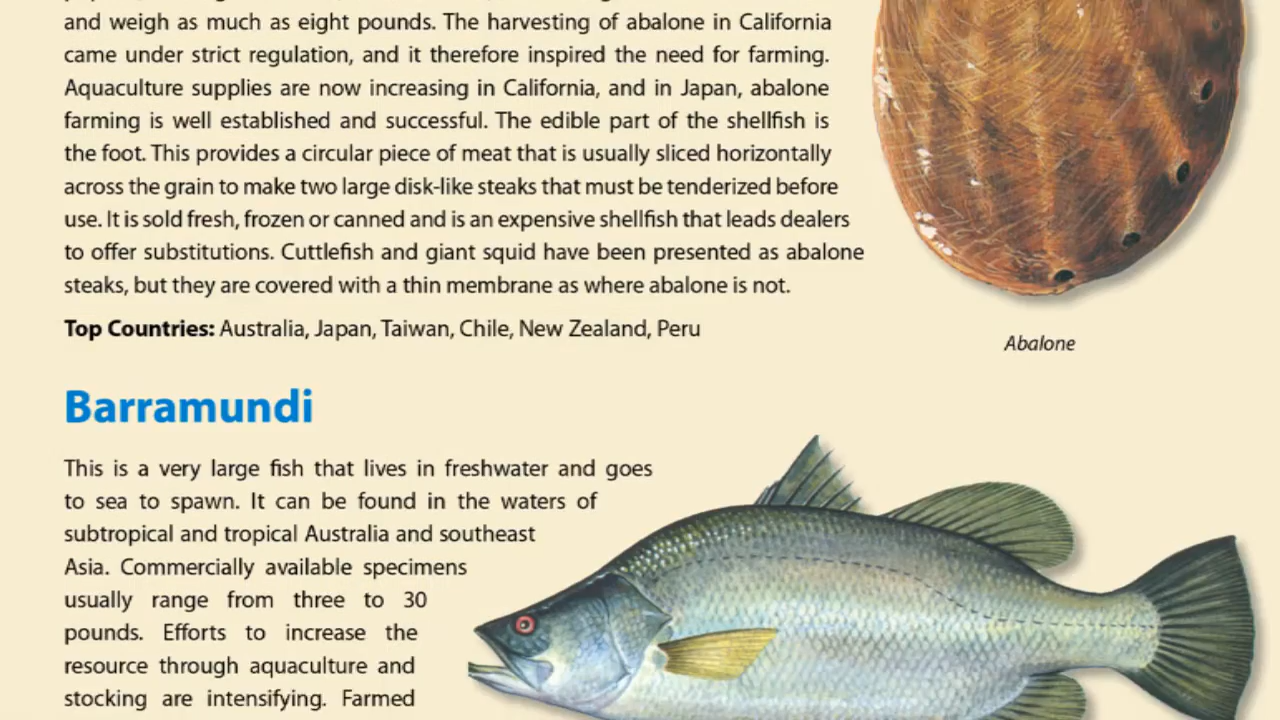 and weigh as much as eight pounds. The harvesting of abalone in California
came under strict regulation, and it therefore inspired the need for farming.
Aquaculture supplies are now increasing in California, and in Japan, abalone
farming is well established and successful. The edible part of the shellfish is
the foot. This provides a circular piece of meat that is usually sliced horizontally
across the grain to make two large disk-like steaks that must be tenderized before
use. It is sold fresh, frozen or canned and is an expensive shellfish that leads dealers
to offer substitutions. Cuttlefish and giant squid have been presented as abalone
steaks, but they are covered with a thin membrane as where abalone is not.
Top Countries: Australia, Japan, Taiwan, Chile, New Zealand, Peru
Abalone
Barramundi
This is a very large fish that lives in freshwater and goes
to sea to spawn. It can be found in the waters of
subtropical and tropical Australia and southeast
Asia. Commercially available specimens
usually range from three to 30
pounds. Efforts to increase the
resource through aquaculture and
stocking are intensifying. Farmed